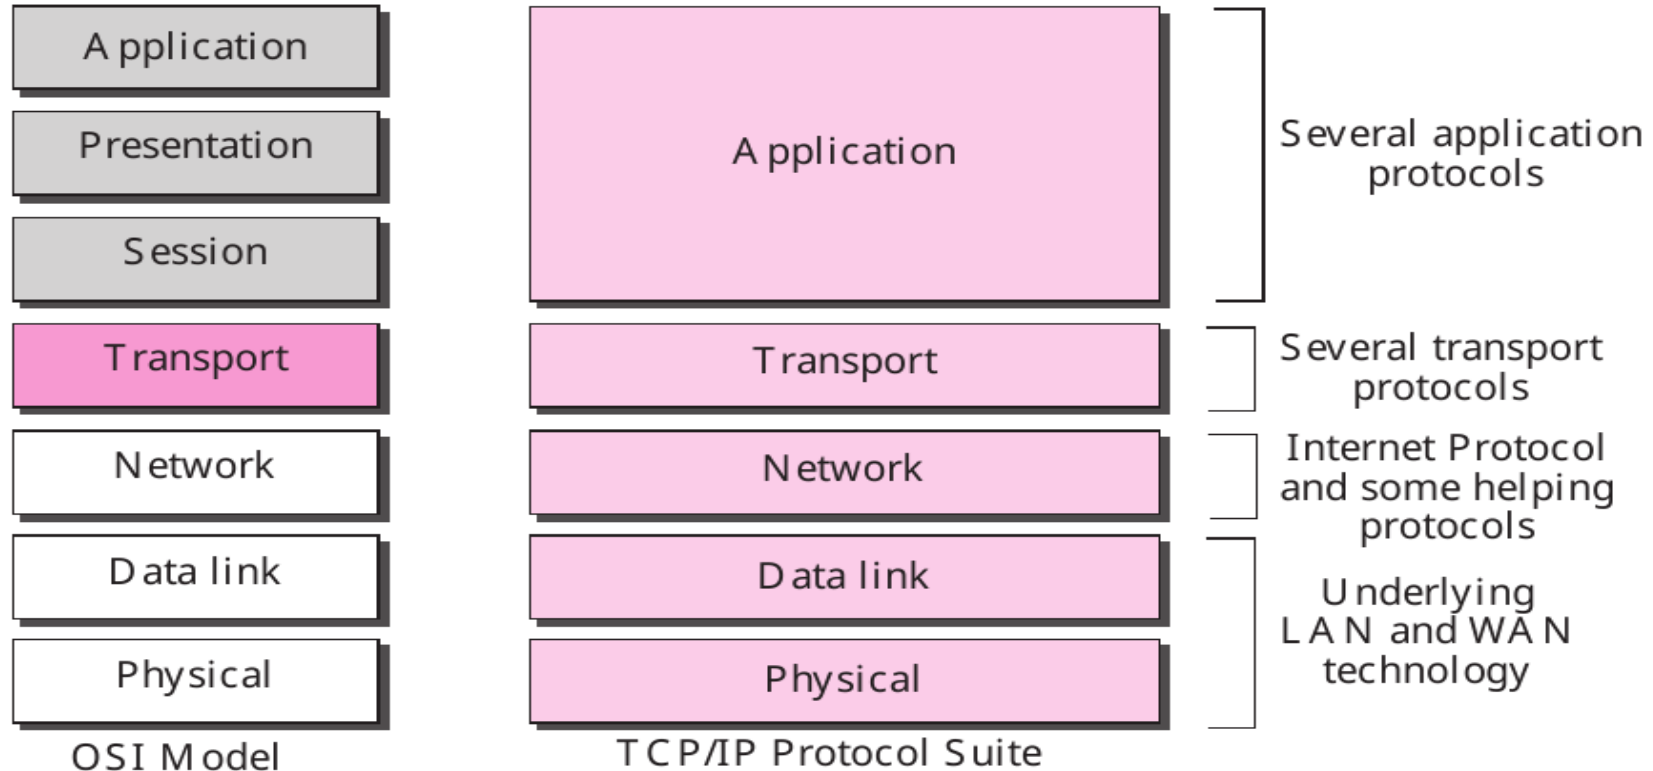 Application
Presentation
Session
Transport
Network
Data link
Physical
OSI Model
Application
Transport
Network
Data link
Physical
TCP/IP Protocol Suite
Several application
protocols
Several transport
protocols
Internet Protocol
and some helping
protocols
Underlying
LAN and WAN
technology